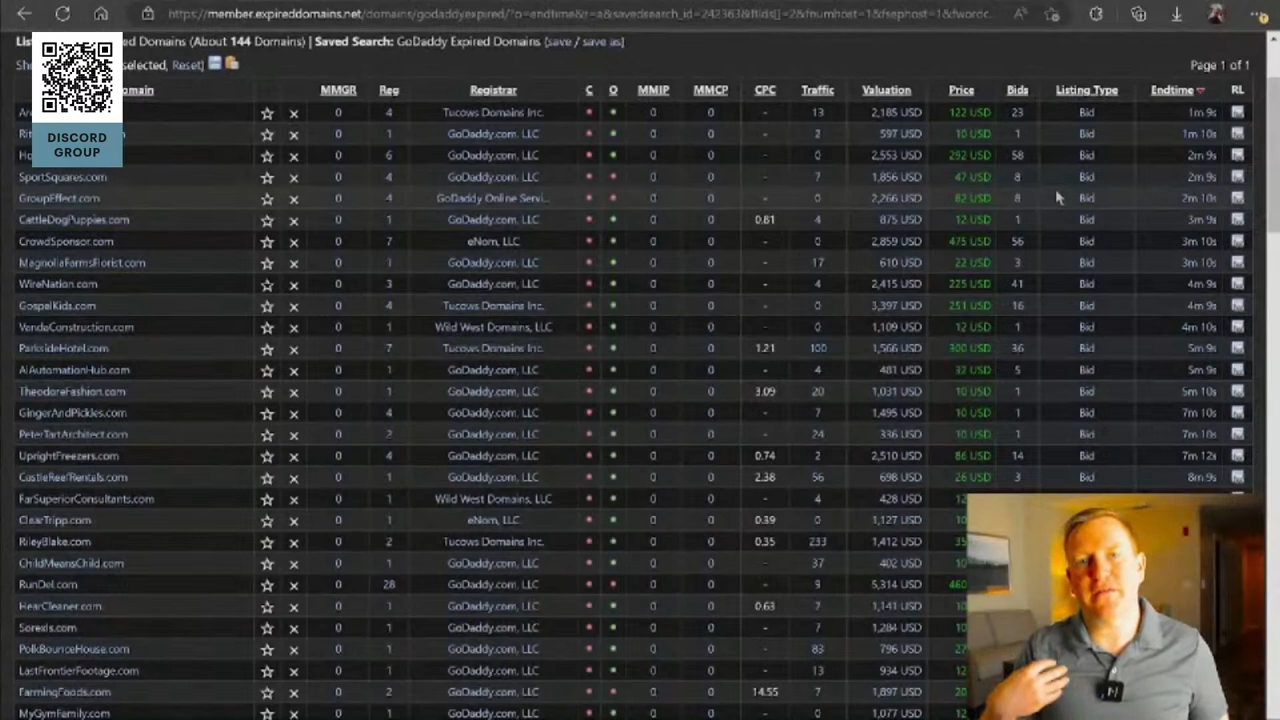 https://member.expireddomains.net/domains/godaddyexpired/?o=endtime&r=a&savedsearch_id=242363&ftlds[]=2&fnumhost=1&fsephost=1&fwordc...
ed Domains (About 144 Domains) | Saved Search: GoDaddy Expired Domains (save / save as)
selected, Reset) Page 1 of 1
DISCORD
GROUP
omain MMGR Reg Registrar C O MMIP MMCP CPC Traffic Valuation Price Bids Listing Type Endtime RL
0 4 Tucows Domains Inc. 0 0 - 13 2,185 USD 122 USD 23 Bid 1m 9s
0 1 GoDaddy.com, LLC 0 0 - 2 597 USD 10 USD 1 Bid 1m 10s
0 6 GoDaddy.com, LLC 0 0 - 0 2,553 USD 292 USD 58 Bid 2m 9s
SportSquares.com 0 4 GoDaddy.com, LLC 0 0 - 7 1,856 USD 47 USD 8 Bid 2m 9s
GroupEffect.com 0 4 GoDaddy Online Servi... 0 0 - 0 2,266 USD 82 USD 8 Bid 2m 10s
CattleDogPuppies.com 0 1 GoDaddy.com, LLC 0 0 0.81 4 875 USD 12 USD 1 Bid 3m 9s
CrowdSponsor.com 0 7 eNom, LLC 0 0 - 0 2,859 USD 475 USD 56 Bid 3m 10s
MagnoliaFarmsFlorist.com 0 1 GoDaddy.com, LLC 0 0 - 17 610 USD 22 USD 3 Bid 3m 10s
WireNation.com 0 3 GoDaddy.com, LLC 0 0 - 0 2,415 USD 225 USD 41 Bid 4m 9s
GospelKids.com 0 4 Tucows Domains Inc. 0 0 - 0 3,397 USD 251 USD 16 Bid 4m 9s
VandaConstruction.com 0 1 Wild West Domains, LLC 0 0 - 0 1,109 USD 12 USD 1 Bid 4m 10s
ParksideHotel.com 0 7 Tucows Domains Inc. 0 0 1.21 100 1,566 USD 300 USD 36 Bid 5m 9s
AIAutomationHub.com 0 1 GoDaddy.com, LLC 0 0 - 4 481 USD 32 USD 5 Bid 5m 9s
TheodoreFashion.com 0 1 GoDaddy.com, LLC 0 0 3.09 20 1,031 USD 10 USD 1 Bid 5m 10s
GingerAndPickles.com 0 4 GoDaddy.com, LLC 0 0 - 7 1,495 USD 10 USD 1 Bid 7m 10s
PeterTartArchitect.com 0 2 GoDaddy.com, LLC 0 0 - 24 336 USD 10 USD 1 Bid 7m 10s
UprightFreezers.com 0 4 GoDaddy.com, LLC 0 0 0.74 2 2,510 USD 86 USD 14 Bid 7m 12s
CastleReefRentals.com 0 1 GoDaddy.com, LLC 0 0 2.38 56 698 USD 26 USD 3 Bid 8m 9s
FarSuperiorConsultants.com 0 1 Wild West Domains, LLC 0 0 - 4 428 USD 12
ClearTripp.com 0 1 eNom, LLC 0 0 0.39 0 1,127 USD 10
RileyBlake.com 0 2 Tucows Domains Inc. 0 0 0.35 233 1,412 USD 35
ChildMeansChild.com 0 1 GoDaddy.com, LLC 0 0 - 37 402 USD 10
RunDel.com 0 28 GoDaddy.com, LLC 0 0 - 9 5,314 USD 460
HearCleaner.com 0 1 GoDaddy.com, LLC 0 0 0.63 7 1,141 USD 10
Sorexls.com 0 1 GoDaddy.com, LLC 0 0 - 7 1,284 USD 10
PolkBounceHouse.com 0 1 GoDaddy.com, LLC 0 0 - 83 796 USD 27
LastFrontierFootage.com 0 1 GoDaddy.com, LLC 0 0 - 13 934 USD 12
FarmingFoods.com 0 2 GoDaddy.com, LLC 0 0 14.55 7 1,897 USD 20
MyGymFamily.com 0 1 GoDaddy.com, LLC 0 0 - 0 1,077 USD 12